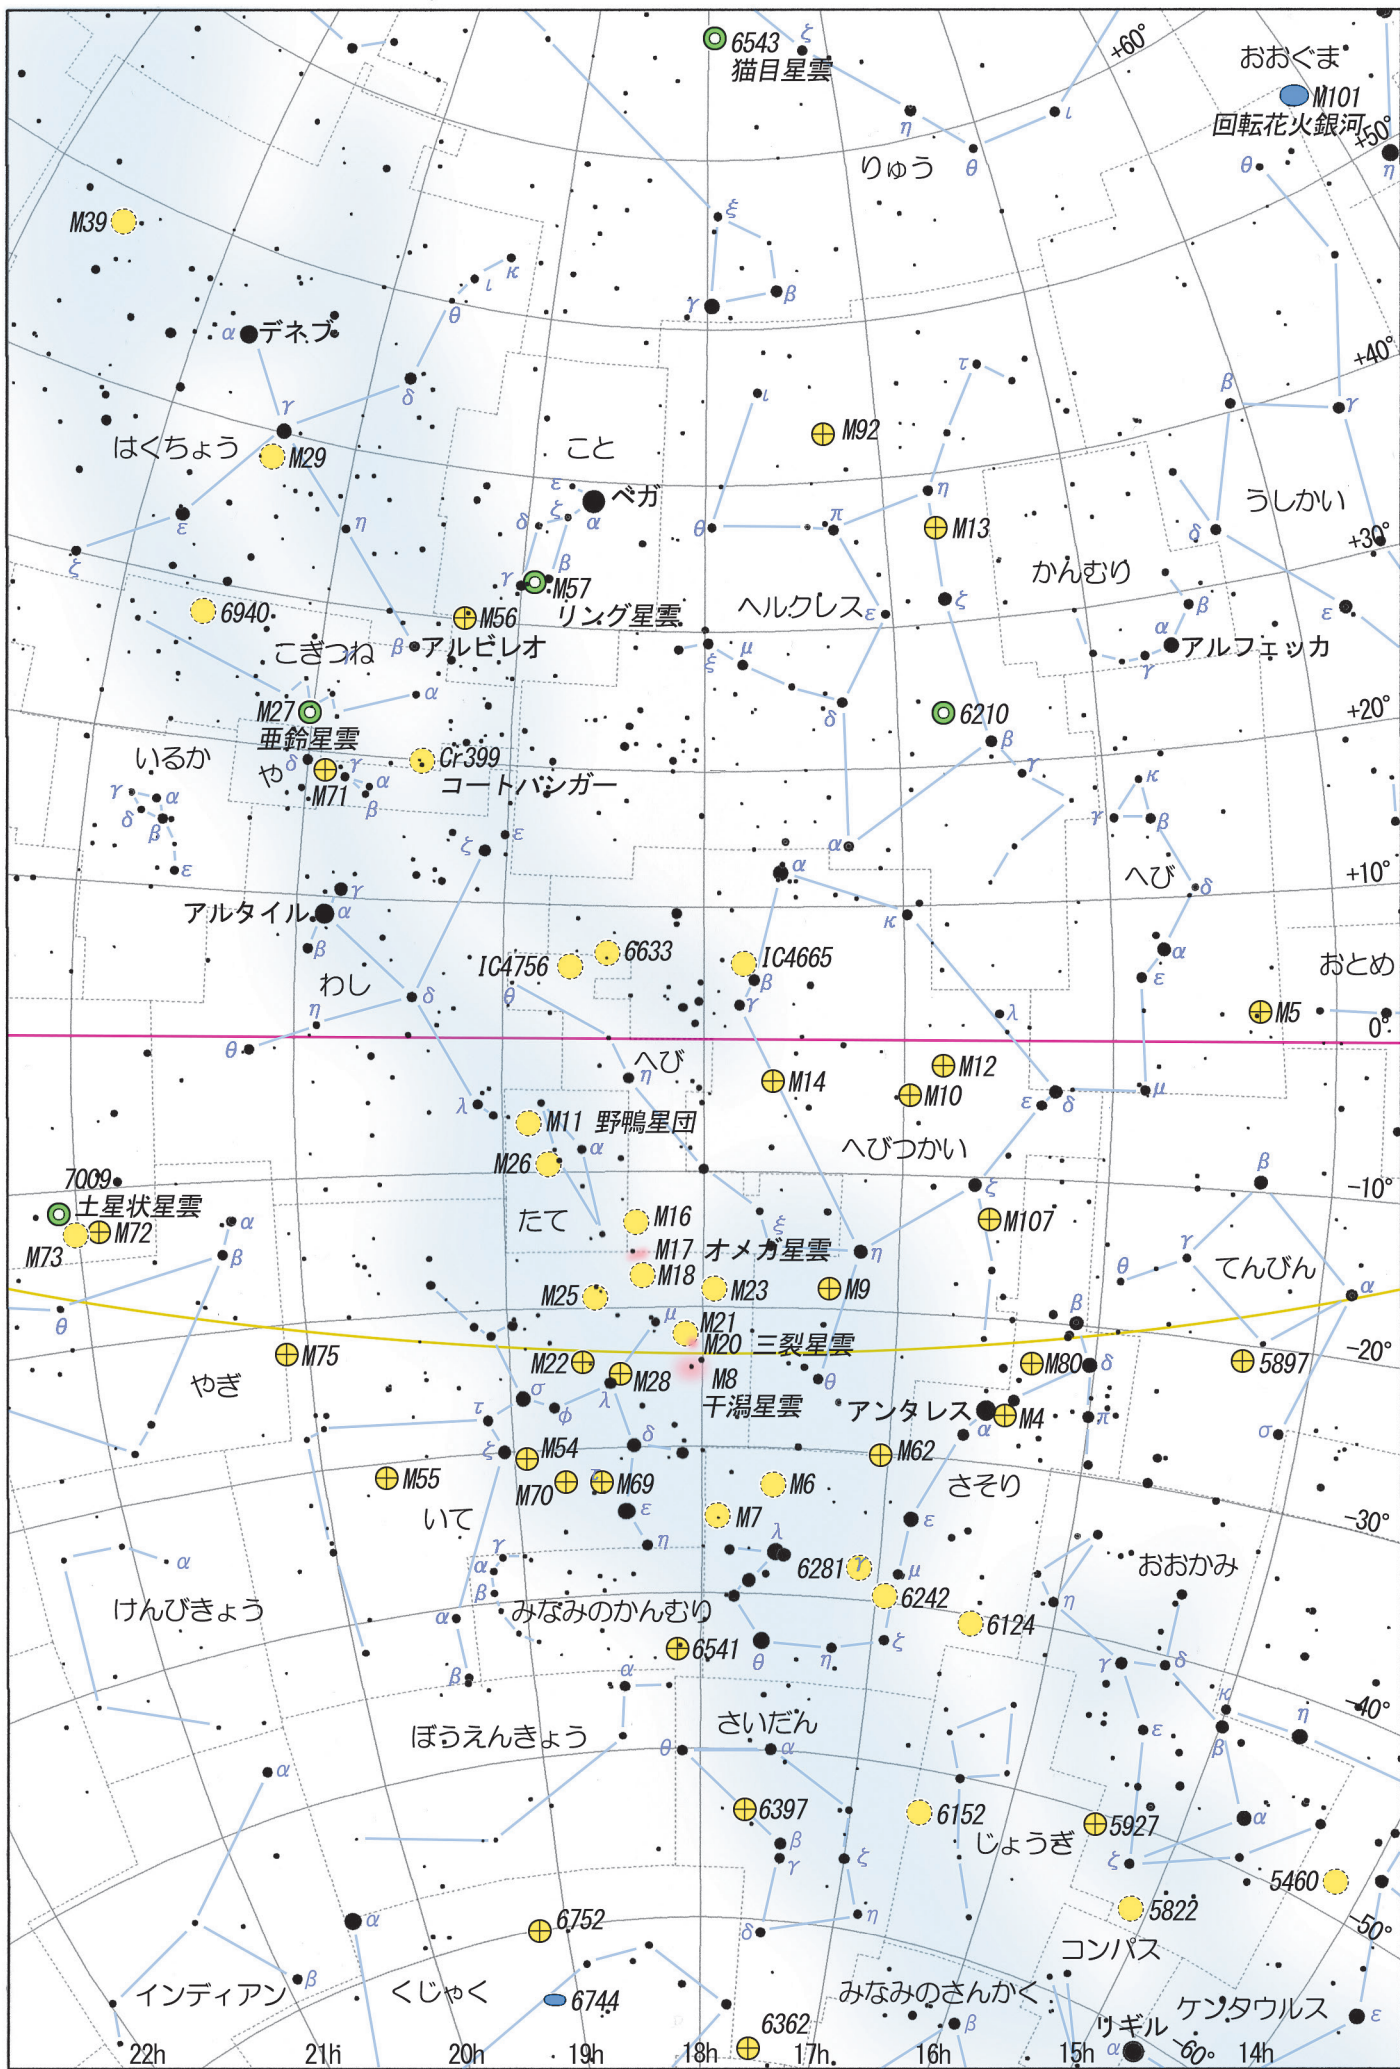 ζ
6543
猫目星雲
+60°
おおぐま
M101
回転花火銀河
+50°
η
ι
θ
りゅう
θ
η
M39
ξ
κ
ι
θ
γ
β
α デネブ
+40°
δ
γ
τ
ι
β
γ
はくちょう
M29
こと
M92
ε
ベガ
α
ζ
δ
η
うしかい
ε
η
θ
π
M13
δ
+30°
ζ
β
γ
M57
リング星雲
かんむり
6940
M56
ヘルクレス
ε
ζ
β
ε
こぎつね
γ
β アルビレオ
α
アルフェッカ
γ
ξ
μ
α
δ
M27
亜鈴星雲
6210
+20°
β
いるか
δ
や
γ
α
β
M71
Cr399
コートハンガー
γ
κ
γ
α
δ
β
γ
β
ε
ζ
ε
α
α
へび
+10°
δ
γ
アルタイル
α
κ
β
IC4756
6633
IC4665
α
ε
おとめ
わし
δ
θ
β
γ
η
λ
M5
0°
θ
へび
η
M14
M12
M10
λ
ε
δ
μ
M11 野鴨星団
α
M26
へびつかい
β
7009
土星状星雲
ζ
-10°
M73
M72
α
β
たて
M16
ξ
M107
M17 オメガ星雲
η
γ
θ
てんびん
M18
M25
M23
M9
α
θ
μ
M21
M20 三裂星雲
β
M75
M22
M28
M8
干潟星雲
θ
M80
δ
5897
-20°
やぎ
σ
φ
λ
アンタレス
α
M4
π
σ
τ
ζ
δ
M54
M62
M55
M70
M69
M6
さそり
いて
ε
M7
ε
-30°
η
λ
γ
α
6281
γ
μ
おおかみ
α
β
6242
η
けんびきょう
α
みなみのかんむり
6124
6541
θ
η
ζ
γ
δ
β
α
κ
-40°
ぼうえんきょう
さいだん
ε
β
η
θ
α
α
6397
6152
5927
α
じょうぎ
β
γ
ζ
ζ
5460
5822
α
6752
η
δ
-50°
コンパス
β
インディアン
くじゃく
6744
みなみのさんかく
ケンタウルス
ε
6362
β
リギル
α
-60°
22h
21h
20h
19h
18h
17h
16h
15h
14h